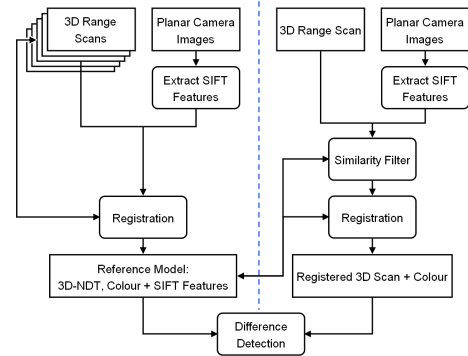 3D Range
Scans
Planar Camera
Images
Extract SIFT
Features
Registration
Reference Model:
3D-NDT, Colour + SIFT Features
3D Range Scan
Planar Camera
Images
Extract SIFT
Features
Similarity Filter
Registration
Registered 3D Scan + Colour
Difference
Detection